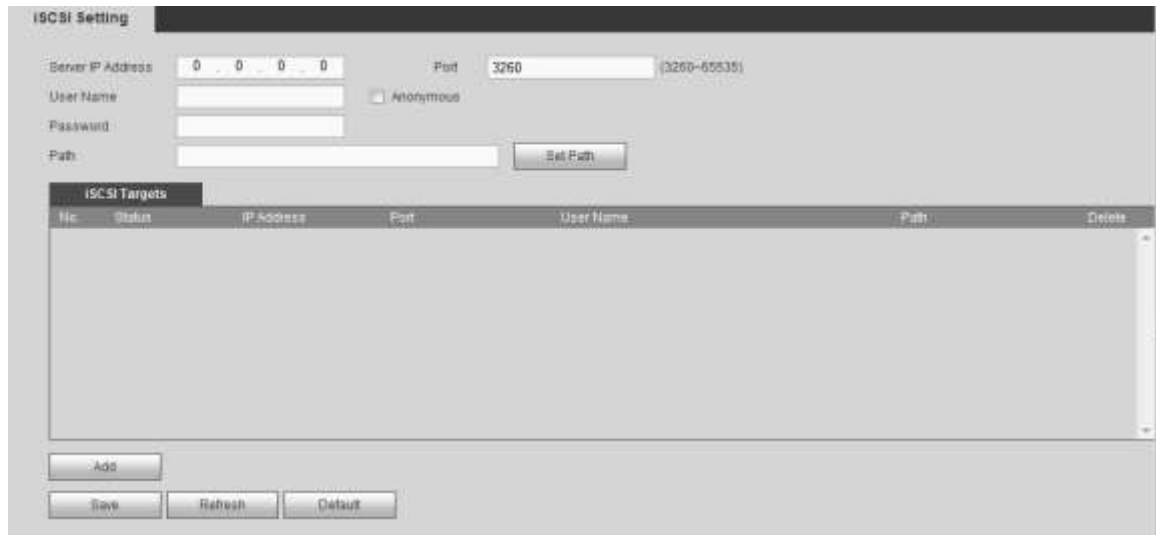 iSCSI Setting
Server IP Address 0 . 0 . 0 . 0 Port 3260 (3260~65535)
User Name Anonymous
Password
Path Set Path
iSCSI Targets
No. Status IP Address Port User Name Path Delete
Add
Save Refresh Default